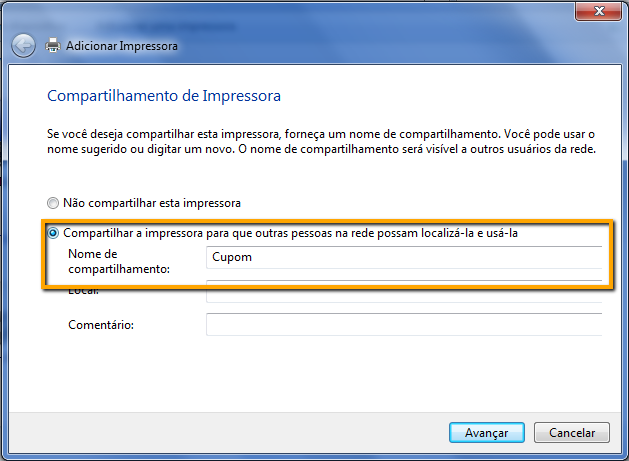 Adicionar Impressora
Compartilhamento de Impressora
Se você deseja compartilhar esta impressora, forneça um nome de compartilhamento. Você pode usar o
nome sugerido ou digitar um novo. O nome de compartilhamento será visível a outros usuários da rede.
Não compartilhar esta impressora
Compartilhar a impressora para que outras pessoas na rede possam localizá-la e usá-la
Nome de
compartilhamento:
Cupom
Local:
Comentário:
Avançar
Cancelar